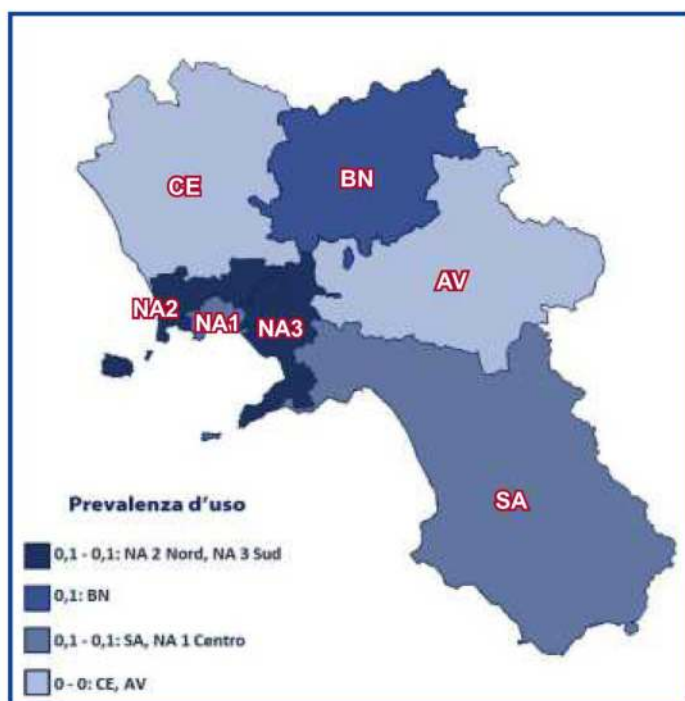 CE
BN
AV
NA2
NA1
NA3
SA
Prevalenza d'uso
0,1 - 0,1: NA 2 Nord, NA 3 Sud
0,1: BN
0,1 - 0,1: SA, NA 1 Centro
0 - 0: CE, AV